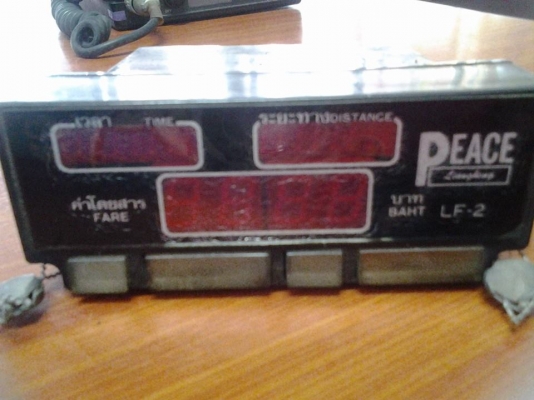 เวลา TIME
ระยะทาง DISTANCE
PEACE
ค่าโดยสาร
FARE
บาท
BAHT
LF-2